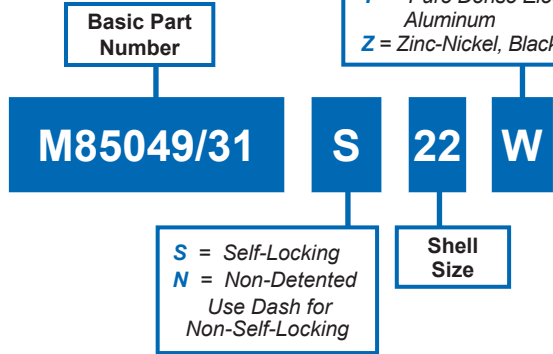 Aluminum
Z = Zinc-Nickel, Black
Basic Part
Number
M85049/31 S 22 W
S = Self-Locking
N = Non-Detented
Use Dash for
Non-Self-Locking
Shell
Size